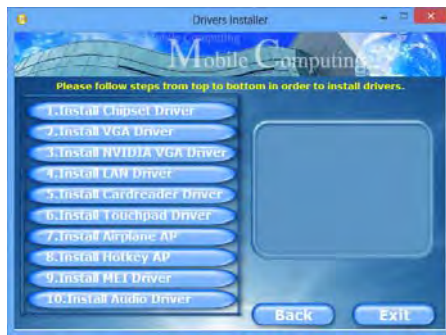 Drivers Installer
Mobile Computing
Mobile Computing
Please follow steps from top to bottom in order to install drivers.
1.Install Chipset Driver
2.Install VGA Driver
3.Install NVIDIA VGA Driver
4.Install LAN Driver
5.Install Cardreader Driver
6.Install Touchpad Driver
7.Install Airplane AP
8.Install Hotkey AP
9.Install MEI Driver
10.Install Audio Driver
Back
Exit